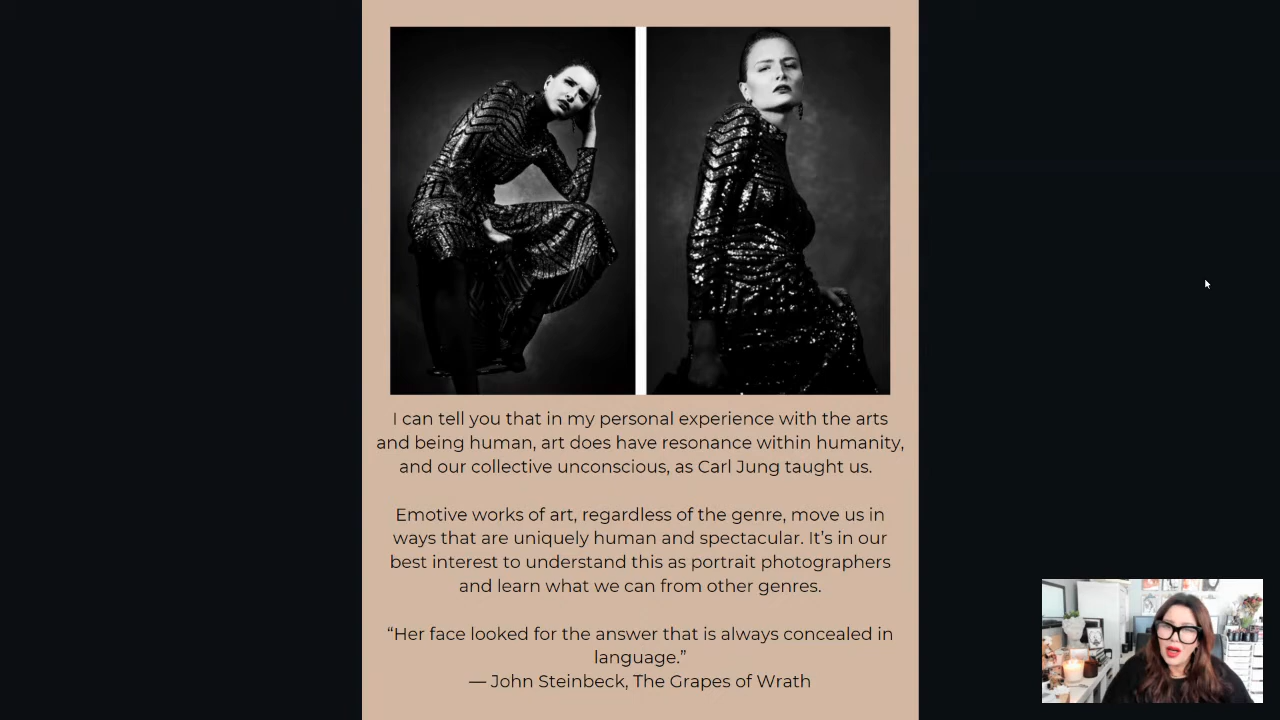 I can tell you that in my personal experience with the arts
and being human, art does have resonance within humanity,
and our collective unconscious, as Carl Jung taught us.
Emotive works of art, regardless of the genre, move us in
ways that are uniquely human and spectacular. It’s in our
best interest to understand this as portrait photographers
and learn what we can from other genres.
“Her face looked for the answer that is always concealed in
language.”
— John Steinbeck, The Grapes of Wrath